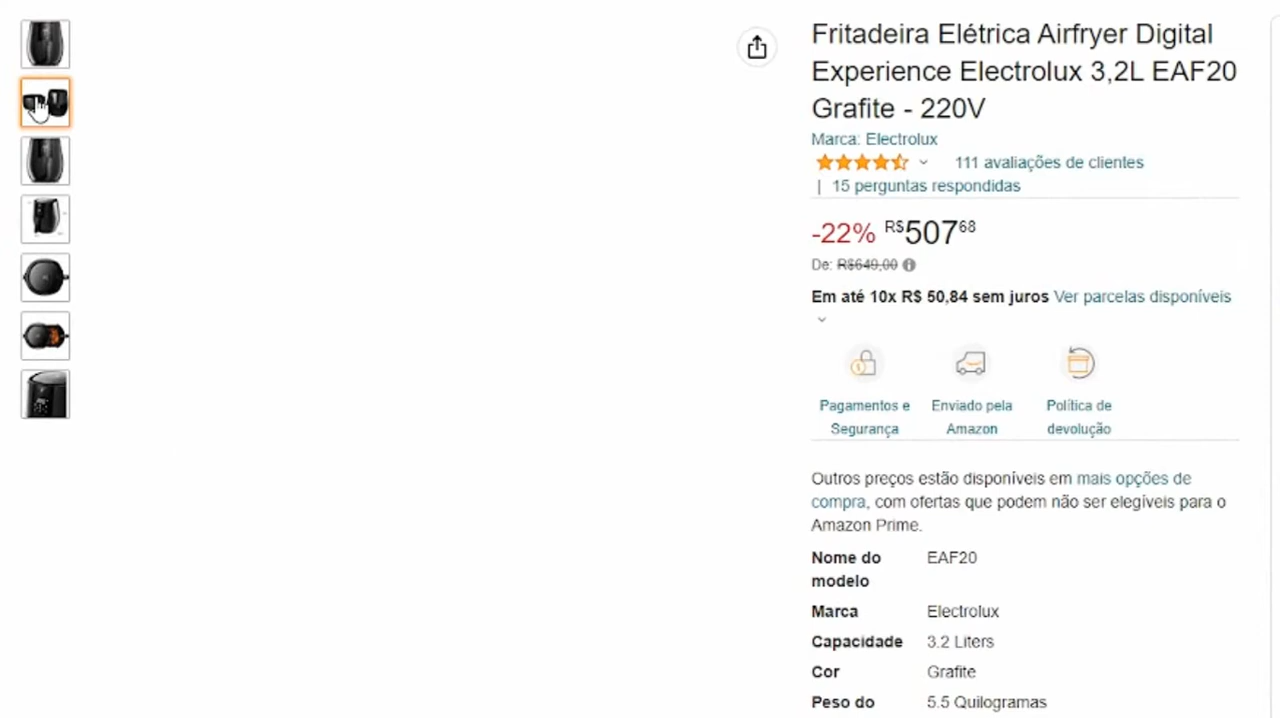 Fritadeira Elétrica Airfryer Digital
Experience Electrolux 3,2L EAF20
Grafite - 220V
Marca: Electrolux
111 avaliações de clientes
| 15 perguntas respondidas
-22% R$50768
De: R$649,00
Em até 10x R$ 50,84 sem juros Ver parcelas disponíveis
Pagamentos e Segurança
Enviado pela Amazon
Política de devolução
Outros preços estão disponíveis em mais opções de
compra, com ofertas que podem não ser elegíveis para o
Amazon Prime.
Nome do modelo EAF20
Marca Electrolux
Capacidade 3.2 Liters
Cor Grafite
Peso do 5.5 Quilogramas